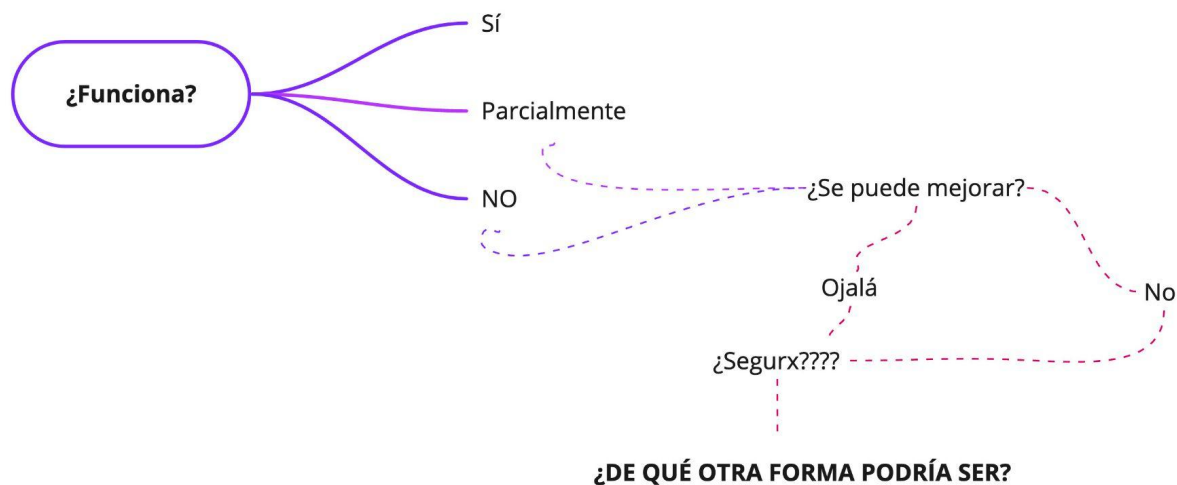 ¿Funciona?
Sí
Parcialmente
NO
¿Se puede mejorar?
Ojalá
No
¿Segurx????
¿DE QUÉ OTRA FORMA PODRÍA SER?